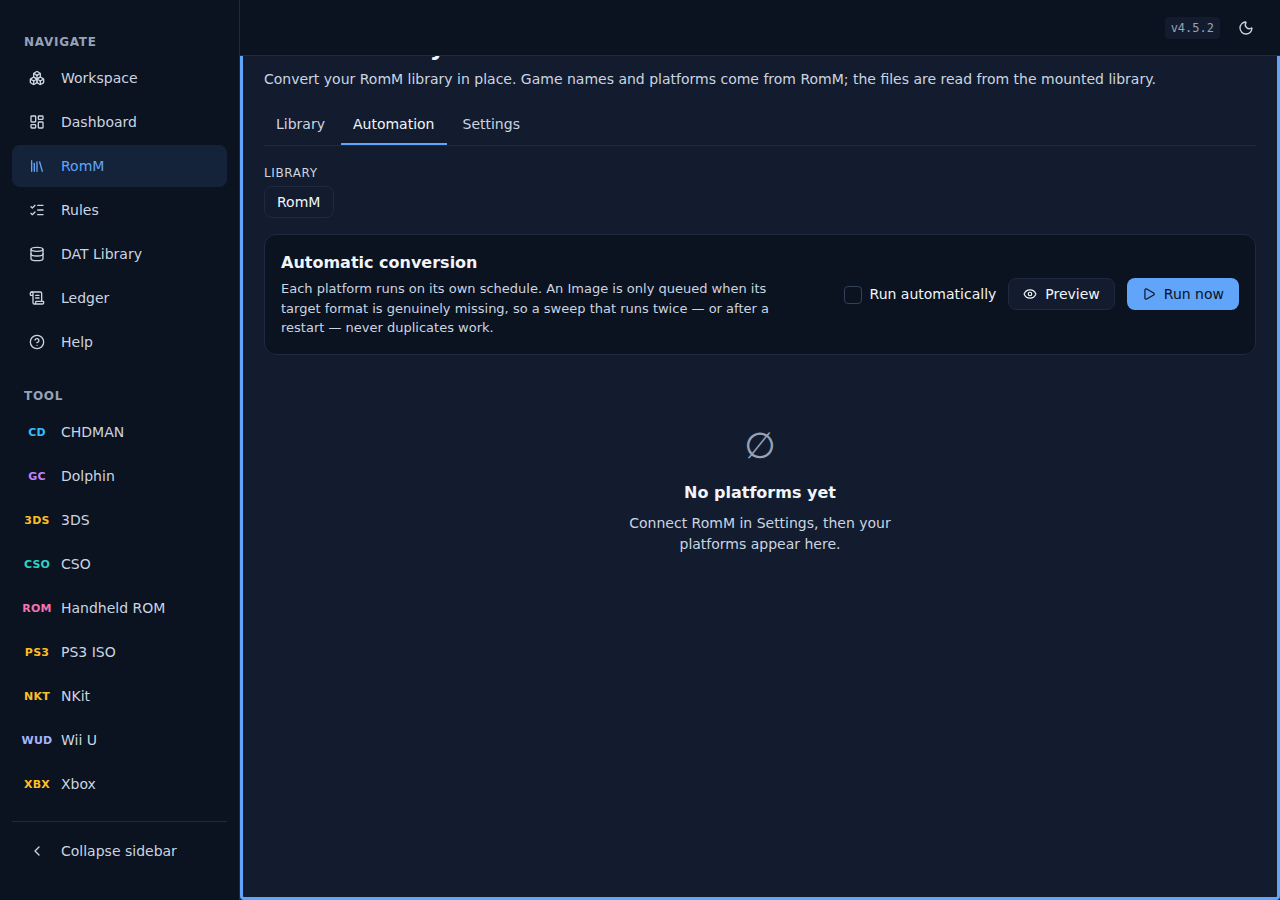 NAVIGATE
Workspace
Dashboard
RomM
Rules
DAT Library
Ledger
Help
TOOL
CD CHDMAN
GC Dolphin
3DS 3DS
CSO CSO
ROM Handheld ROM
PS3 PS3 ISO
NKT NKit
WUD Wii U
XBX Xbox
Collapse sidebar
v4.5.2
Convert your RomM library in place. Game names and platforms come from RomM; the files are read from the mounted library.
Library Automation Settings
LIBRARY
RomM
Automatic conversion
Each platform runs on its own schedule. An Image is only queued when its
target format is genuinely missing, so a sweep that runs twice — or after a
restart — never duplicates work.
Run automatically Preview Run now
No platforms yet
Connect RomM in Settings, then your
platforms appear here.